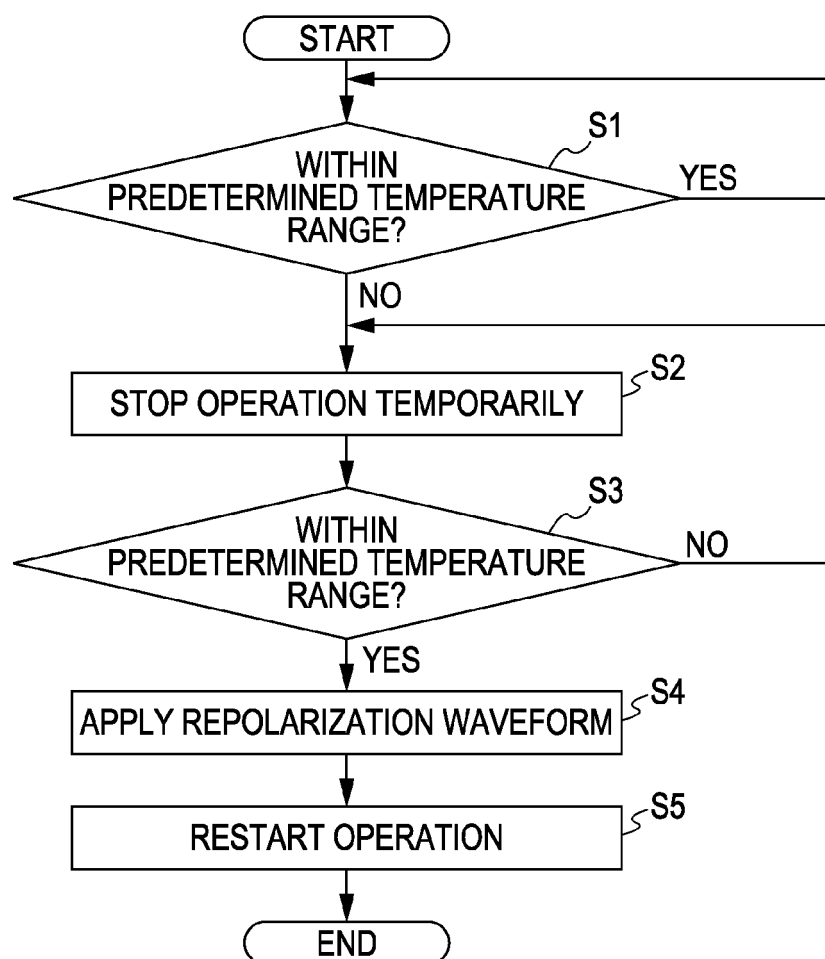 START
S1
WITHIN
PREDETERMINED TEMPERATURE
RANGE?
YES
NO
S2
STOP OPERATION TEMPORARILY
S3
WITHIN
PREDETERMINED TEMPERATURE
RANGE?
NO
YES
S4
APPLY REPOLARIZATION WAVEFORM
S5
RESTART OPERATION
END